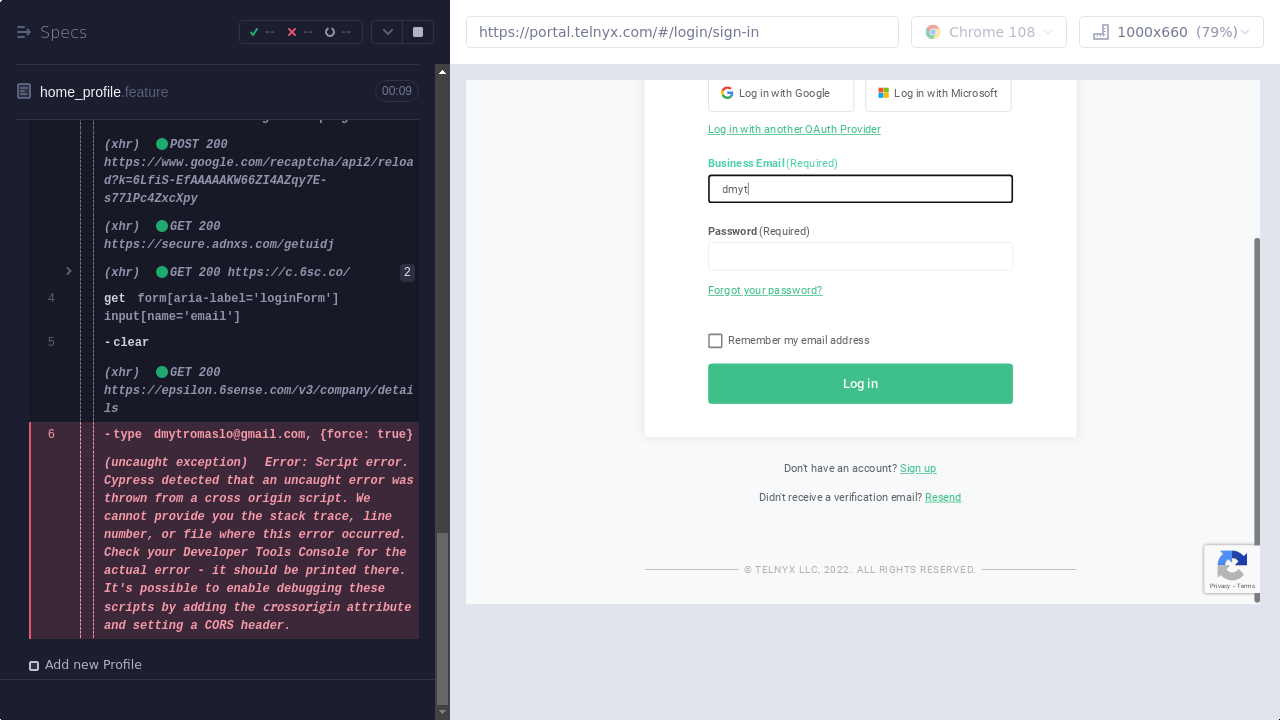 Specs
-- -- --
home_profile.feature 00:09
(xhr) POST 200
https://www.google.com/recaptcha/api2/reloa
d?k=6LfiS-EfAAAAAKW66ZI4AZqy7E-
s77lPc4ZxcXpy
(xhr) GET 200
https://secure.adnxs.com/getuidj
(xhr) GET 200 https://c.6sc.co/ 2
4 get form[aria-label='loginForm']
input[name='email']
5 -clear
(xhr) GET 200
https://epsilon.6sense.com/v3/company/detai
ls
6 -type dmytromaslo@gmail.com, {force: true}
(uncaught exception) Error: Script error.
Cypress detected that an uncaught error was
thrown from a cross origin script. We
cannot provide you the stack trace, line
number, or file where this error occurred.
Check your Developer Tools Console for the
actual error - it should be printed there.
It's possible to enable debugging these
scripts by adding the crossorigin attribute
and setting a CORS header.
Add new Profile
https://portal.telnyx.com/#/login/sign-in
Chrome 108
1000x660 (79%)
Log in with Google
Log in with Microsoft
Log in with another OAuth Provider
Business Email (Required)
dmyt
Password (Required)
Forgot your password?
Remember my email address
Log in
Don't have an account? Sign up
Didn't receive a verification email? Resend
© TELNYX LLC, 2022. ALL RIGHTS RESERVED.
Privacy - Terms